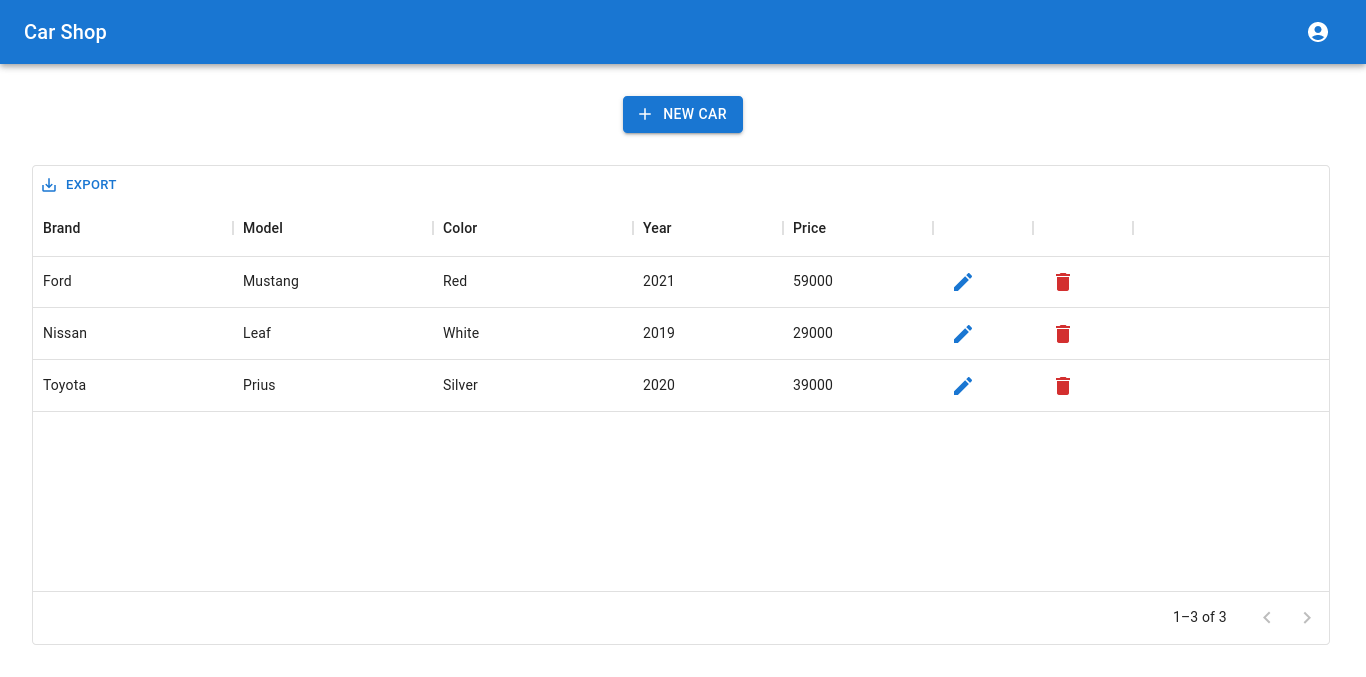 Car Shop
NEW CAR
EXPORT
Brand Model Color Year Price
Ford Mustang Red 2021 59000
Nissan Leaf White 2019 29000
Toyota Prius Silver 2020 39000
1–3 of 3